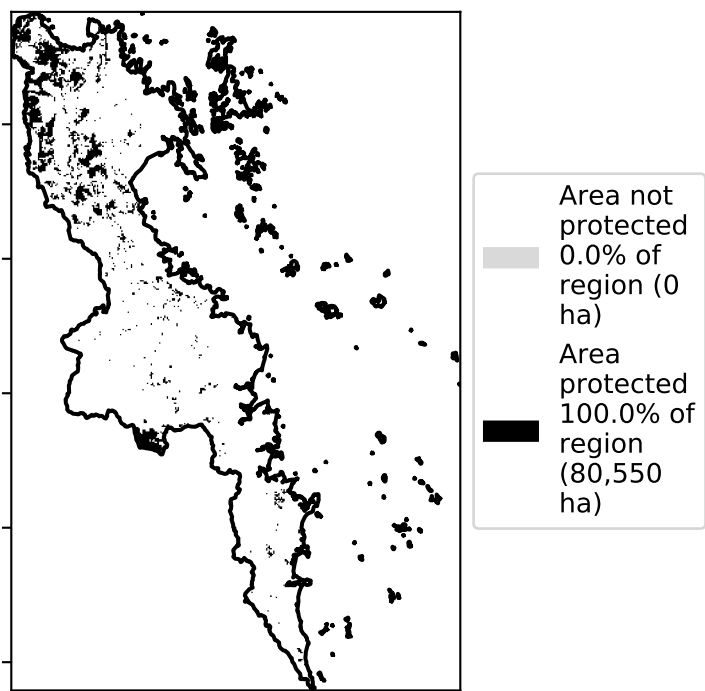 Area not
protected
0.0% of
region (0
ha)
Area
protected
100.0% of
region
(80,550
ha)